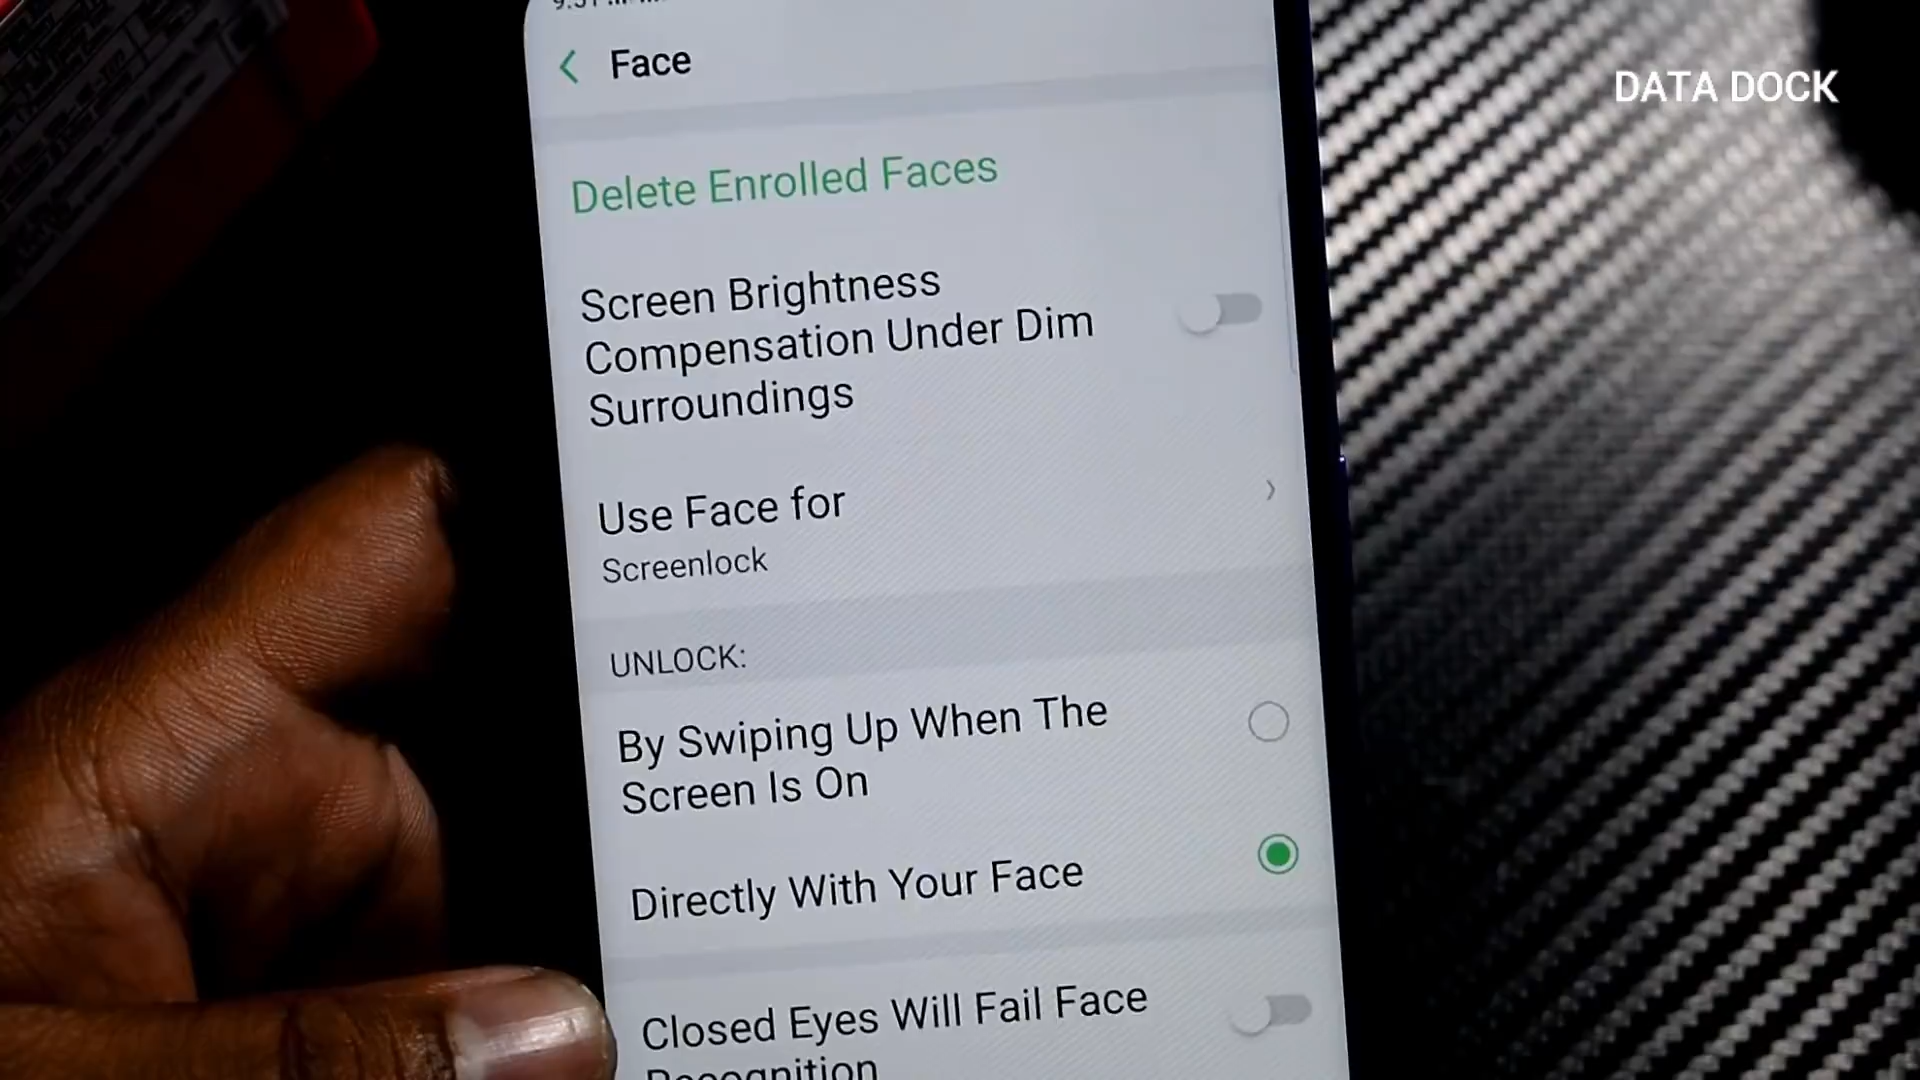 Face
DATA DOCK
Delete Enrolled Faces
Screen Brightness
Compensation Under Dim
Surroundings
Use Face for
Screenlock
UNLOCK:
By Swiping Up When The
Screen Is On
Directly With Your Face
Closed Eyes Will Fail Face
Recognition